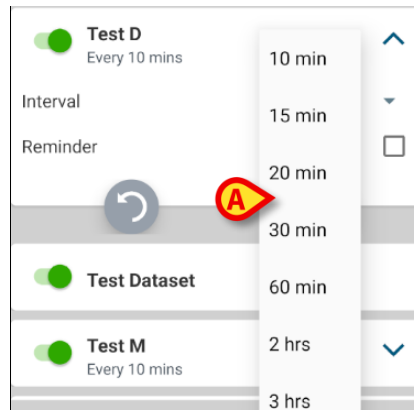 Test D
Every 10 mins
10 min
Interval
15 min
Reminder
20 min
A
30 min
Test Dataset
60 min
Test M
2 hrs
Every 10 mins
3 hrs